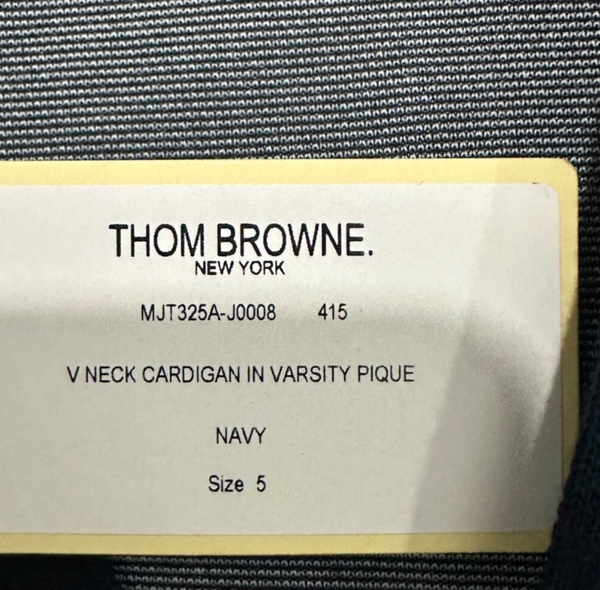 THOM BROWNE.
NEW YORK
MJT325A-J0008 415
V NECK CARDIGAN IN VARSITY PIQUE
NAVY
Size 5